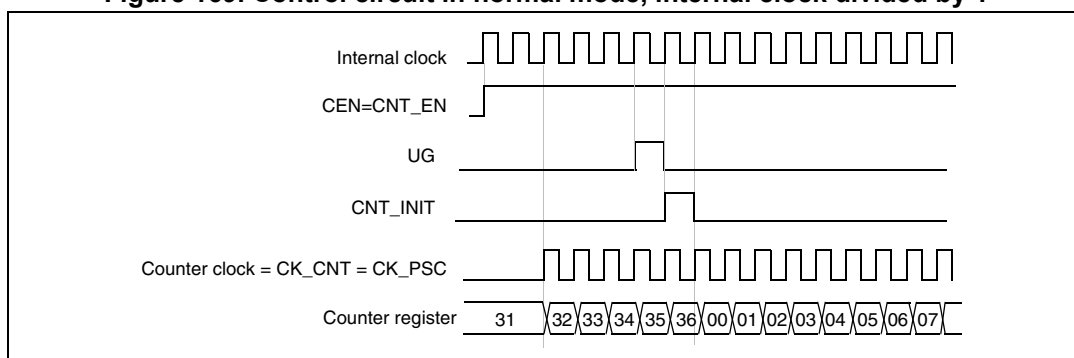 Figure Control circuit in normal mode, internal clock divided by 1
Internal clock
CEN=CNT_EN
UG
CNT_INIT
Counter clock = CK_CNT = CK_PSC
Counter register 31 32 33 34 35 36 00 01 02 03 04 05 06 07